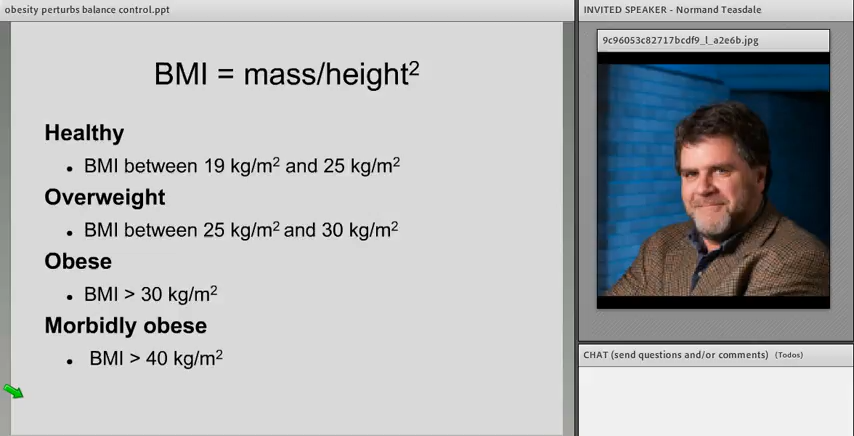 obesity perturbs balance control.ppt
BMI = mass/height²
Healthy
• BMI between 19 kg/m² and 25 kg/m²
Overweight
• BMI between 25 kg/m² and 30 kg/m²
Obese
• BMI > 30 kg/m²
Morbidly obese
• BMI > 40 kg/m²
INVITED SPEAKER - Normand Teasdale
9c96053c82717bcdf9_l_a2e6b.jpg
CHAT (send questions and/or comments) (Todos)